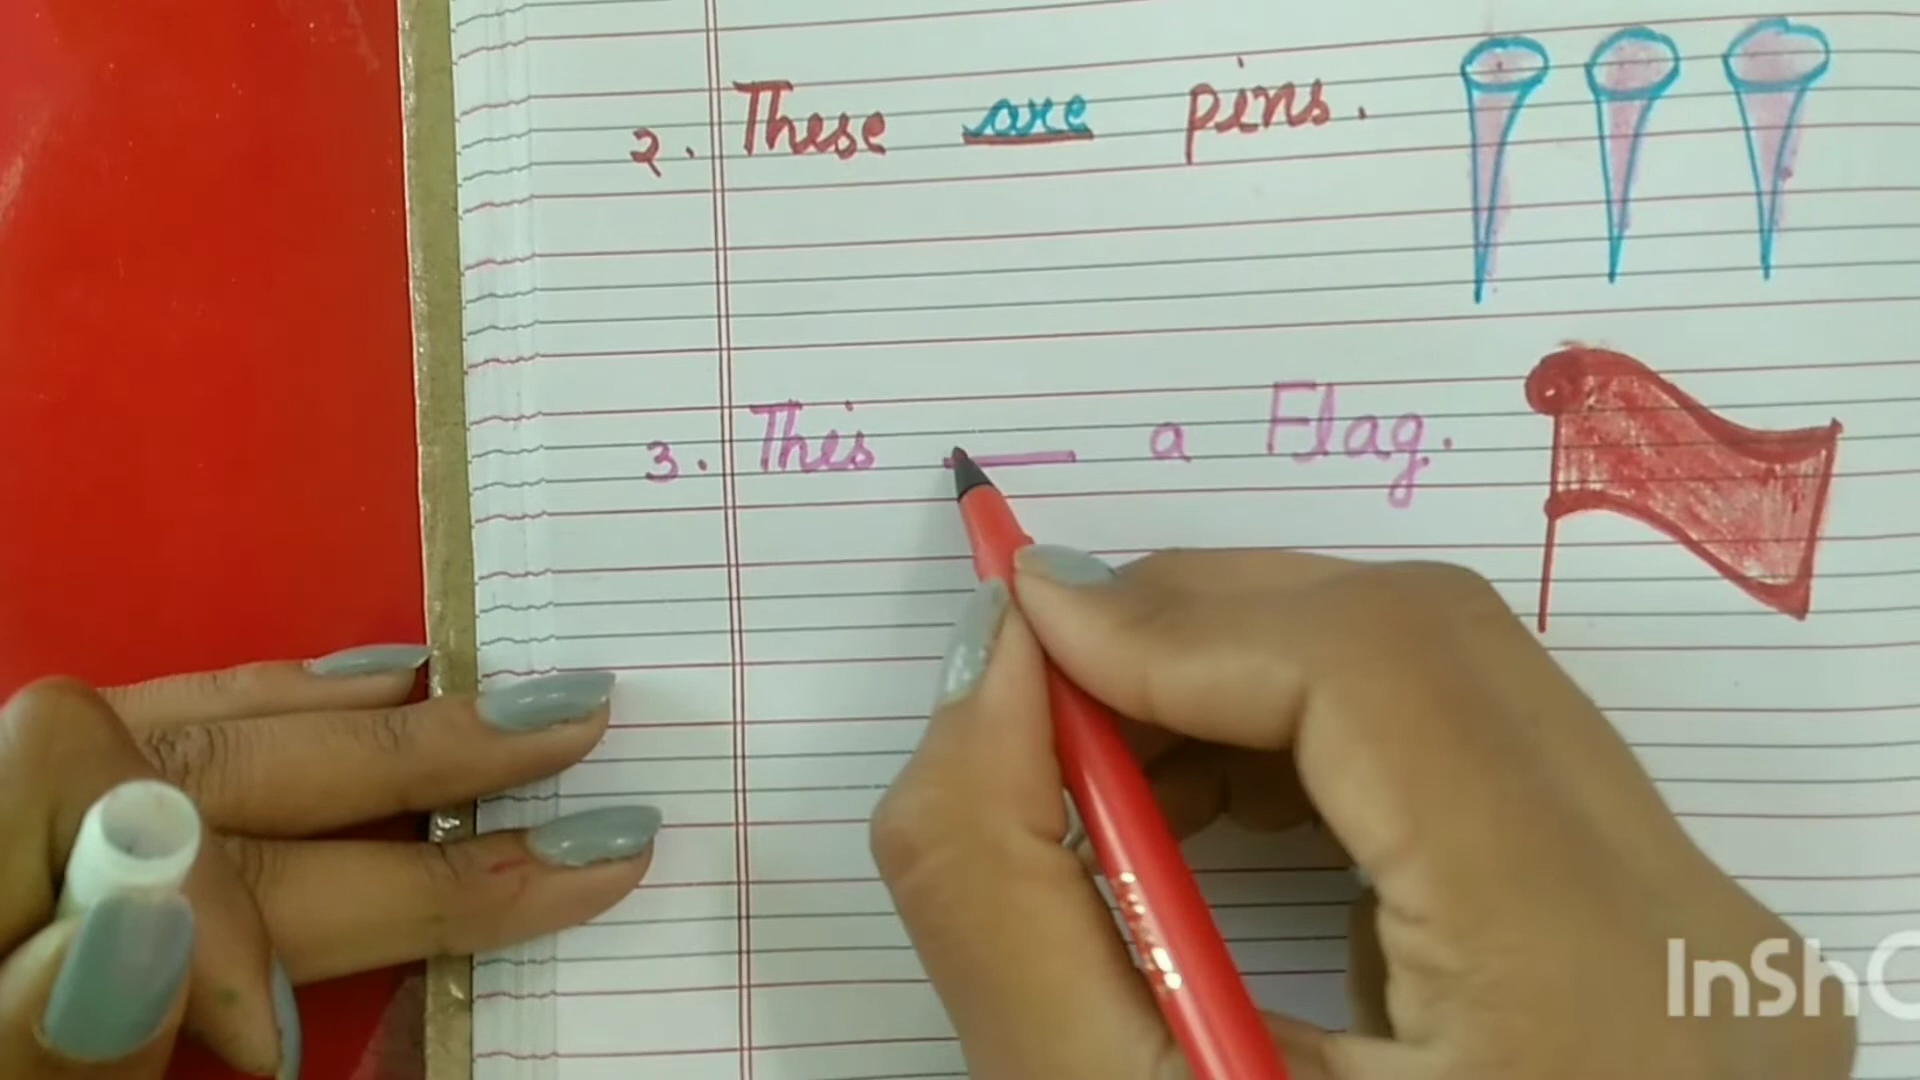 2. These are pins.
3. This ___ a Flag.
InSh